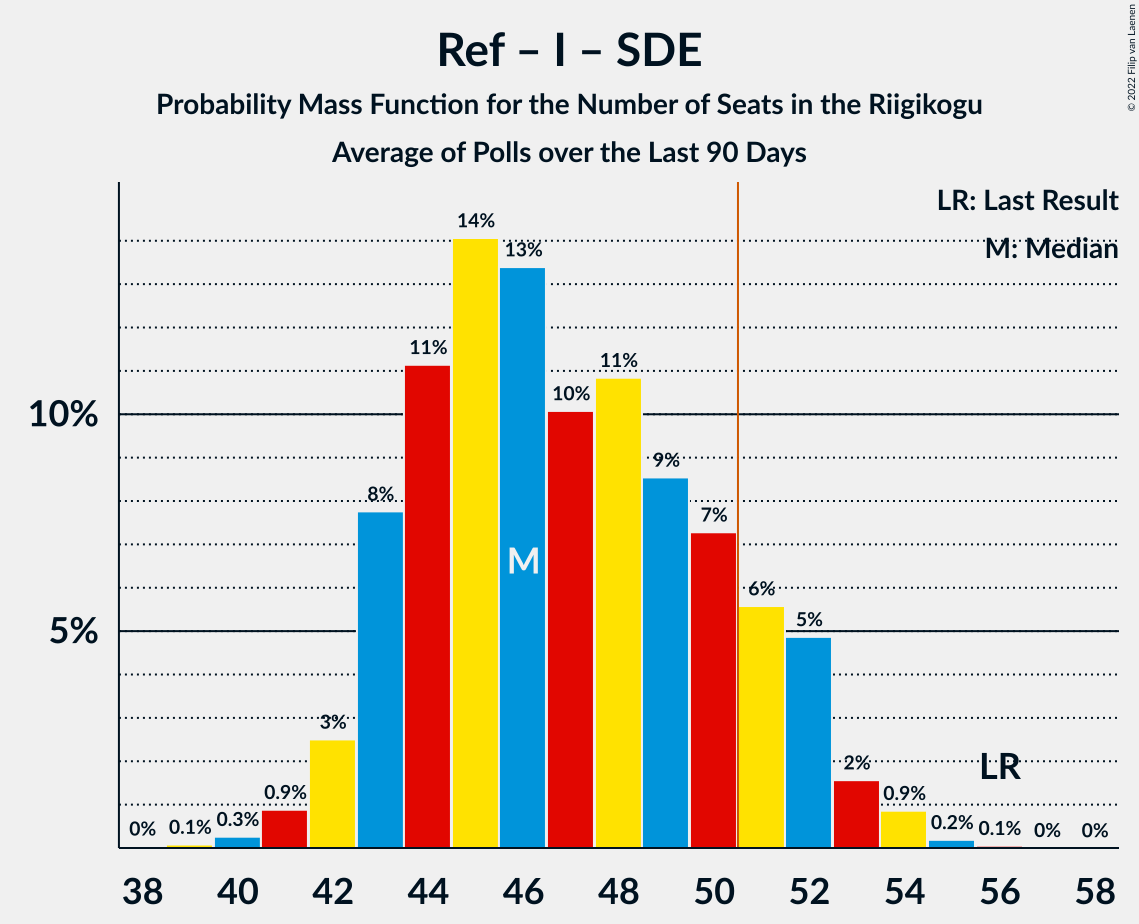 Ref – I – SDE
Probability Mass Function for the Number of Seats in the Riigikogu
Average of Polls over the Last 90 Days
© 2022 Filip van Laenen
LR: Last Result
M: Median
10%
5%
0%
0.1%
0.3%
0.9%
3%
8%
11%
14%
13%
10%
11%
9%
7%
6%
5%
2%
0.9%
0.2%
0.1%
0%
0%
M
LR
38 40 42 44 46 48 50 52 54 56 58